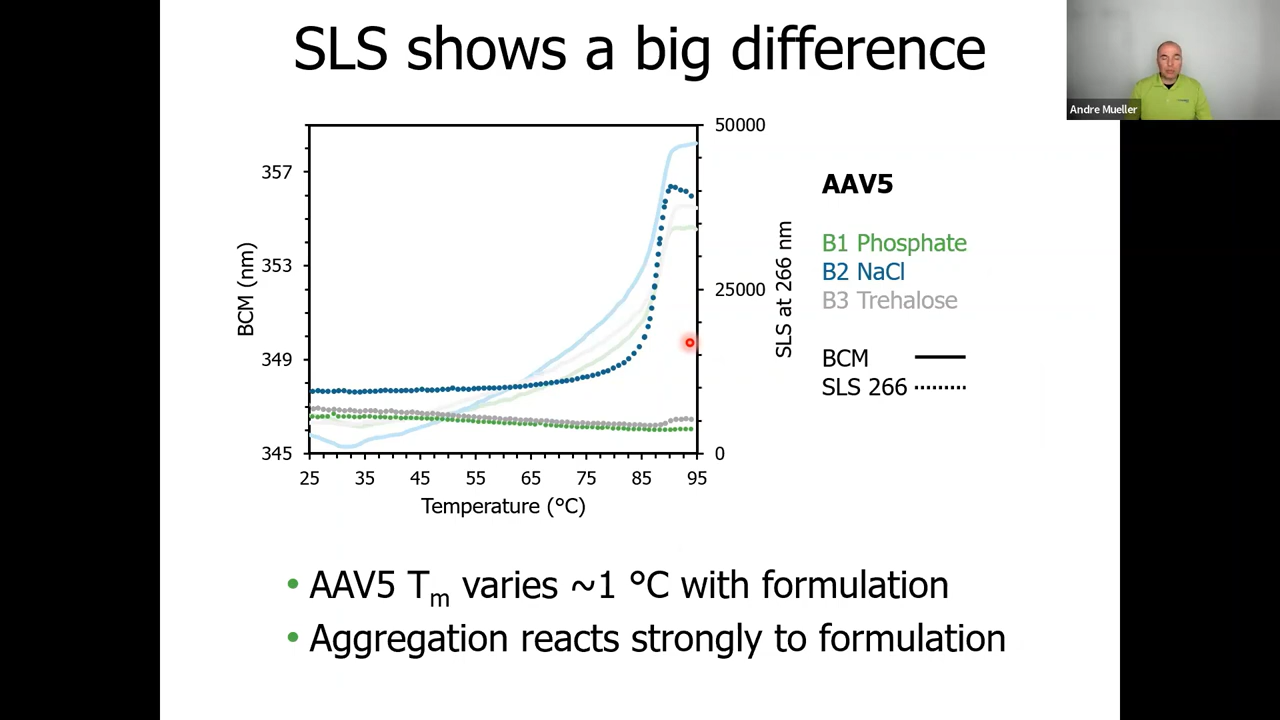 SLS shows a big difference
Andre Mueller
BCM (nm)
357
353
349
345
50000
25000
0
SLS at 266 nm
25 35 45 55 65 75 85 95
Temperature (°C)
AAV5
B1 Phosphate
B2 NaCl
B3 Trehalose
BCM
SLS 266
• AAV5 Tm varies ~1 °C with formulation
• Aggregation reacts strongly to formulation